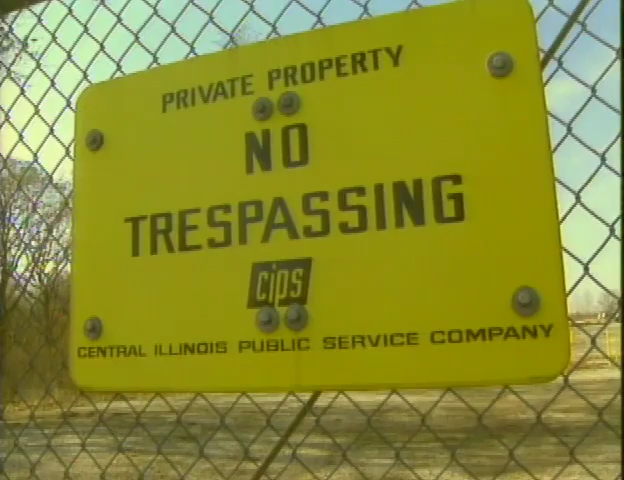 PRIVATE PROPERTY
NO
TRESPASSING
cips
CENTRAL ILLINOIS PUBLIC SERVICE COMPANY